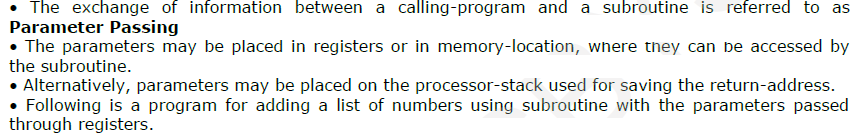 • The exchange of information between a calling-program and a subroutine is referred to as
Parameter Passing
• The parameters may be placed in registers or in memory-location, where they can be accessed by
the subroutine.
• Alternatively, parameters may be placed on the processor-stack used for saving the return-address.
• Following is a program for adding a list of numbers using subroutine with the parameters passed
through registers.